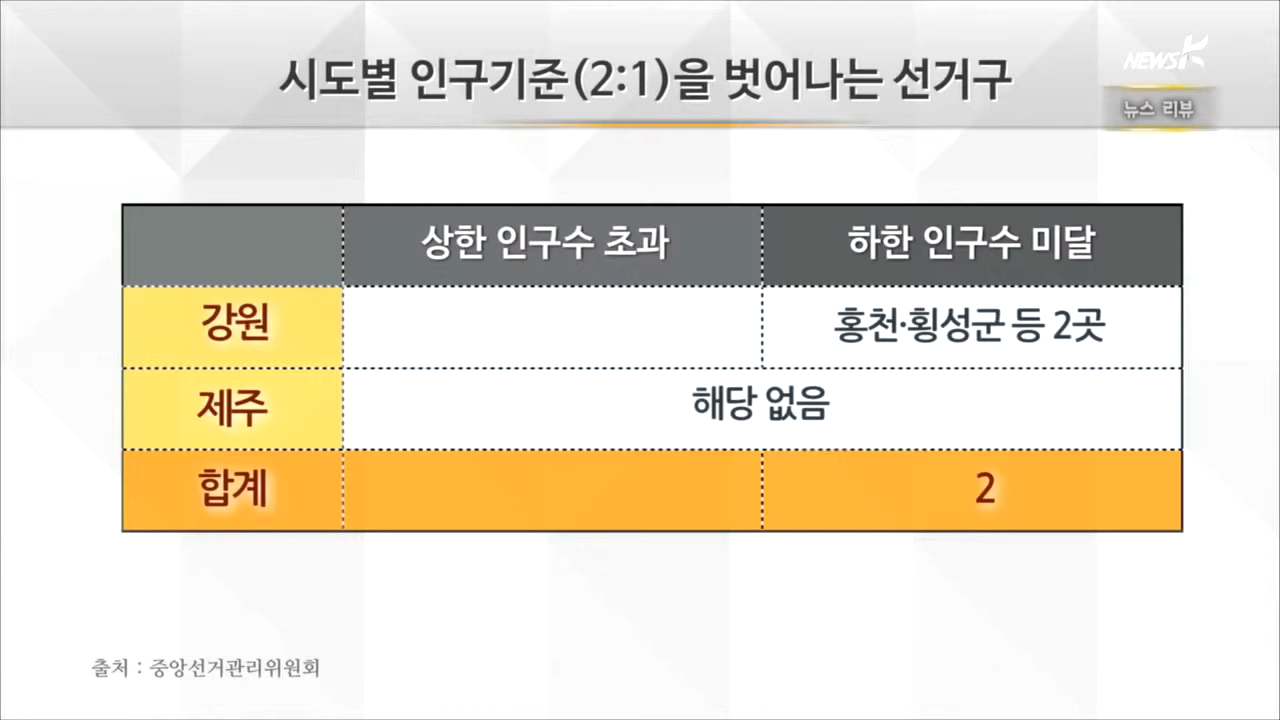 시도별 인구기준(2:1)을 벗어나는 선거구
NEWS K
뉴스 리뷰
상한 인구수 초과 하한 인구수 미달
강원 홍천·횡성군 등 2곳
제주 해당 없음
합계 2
출처 : 중앙선거관리위원회